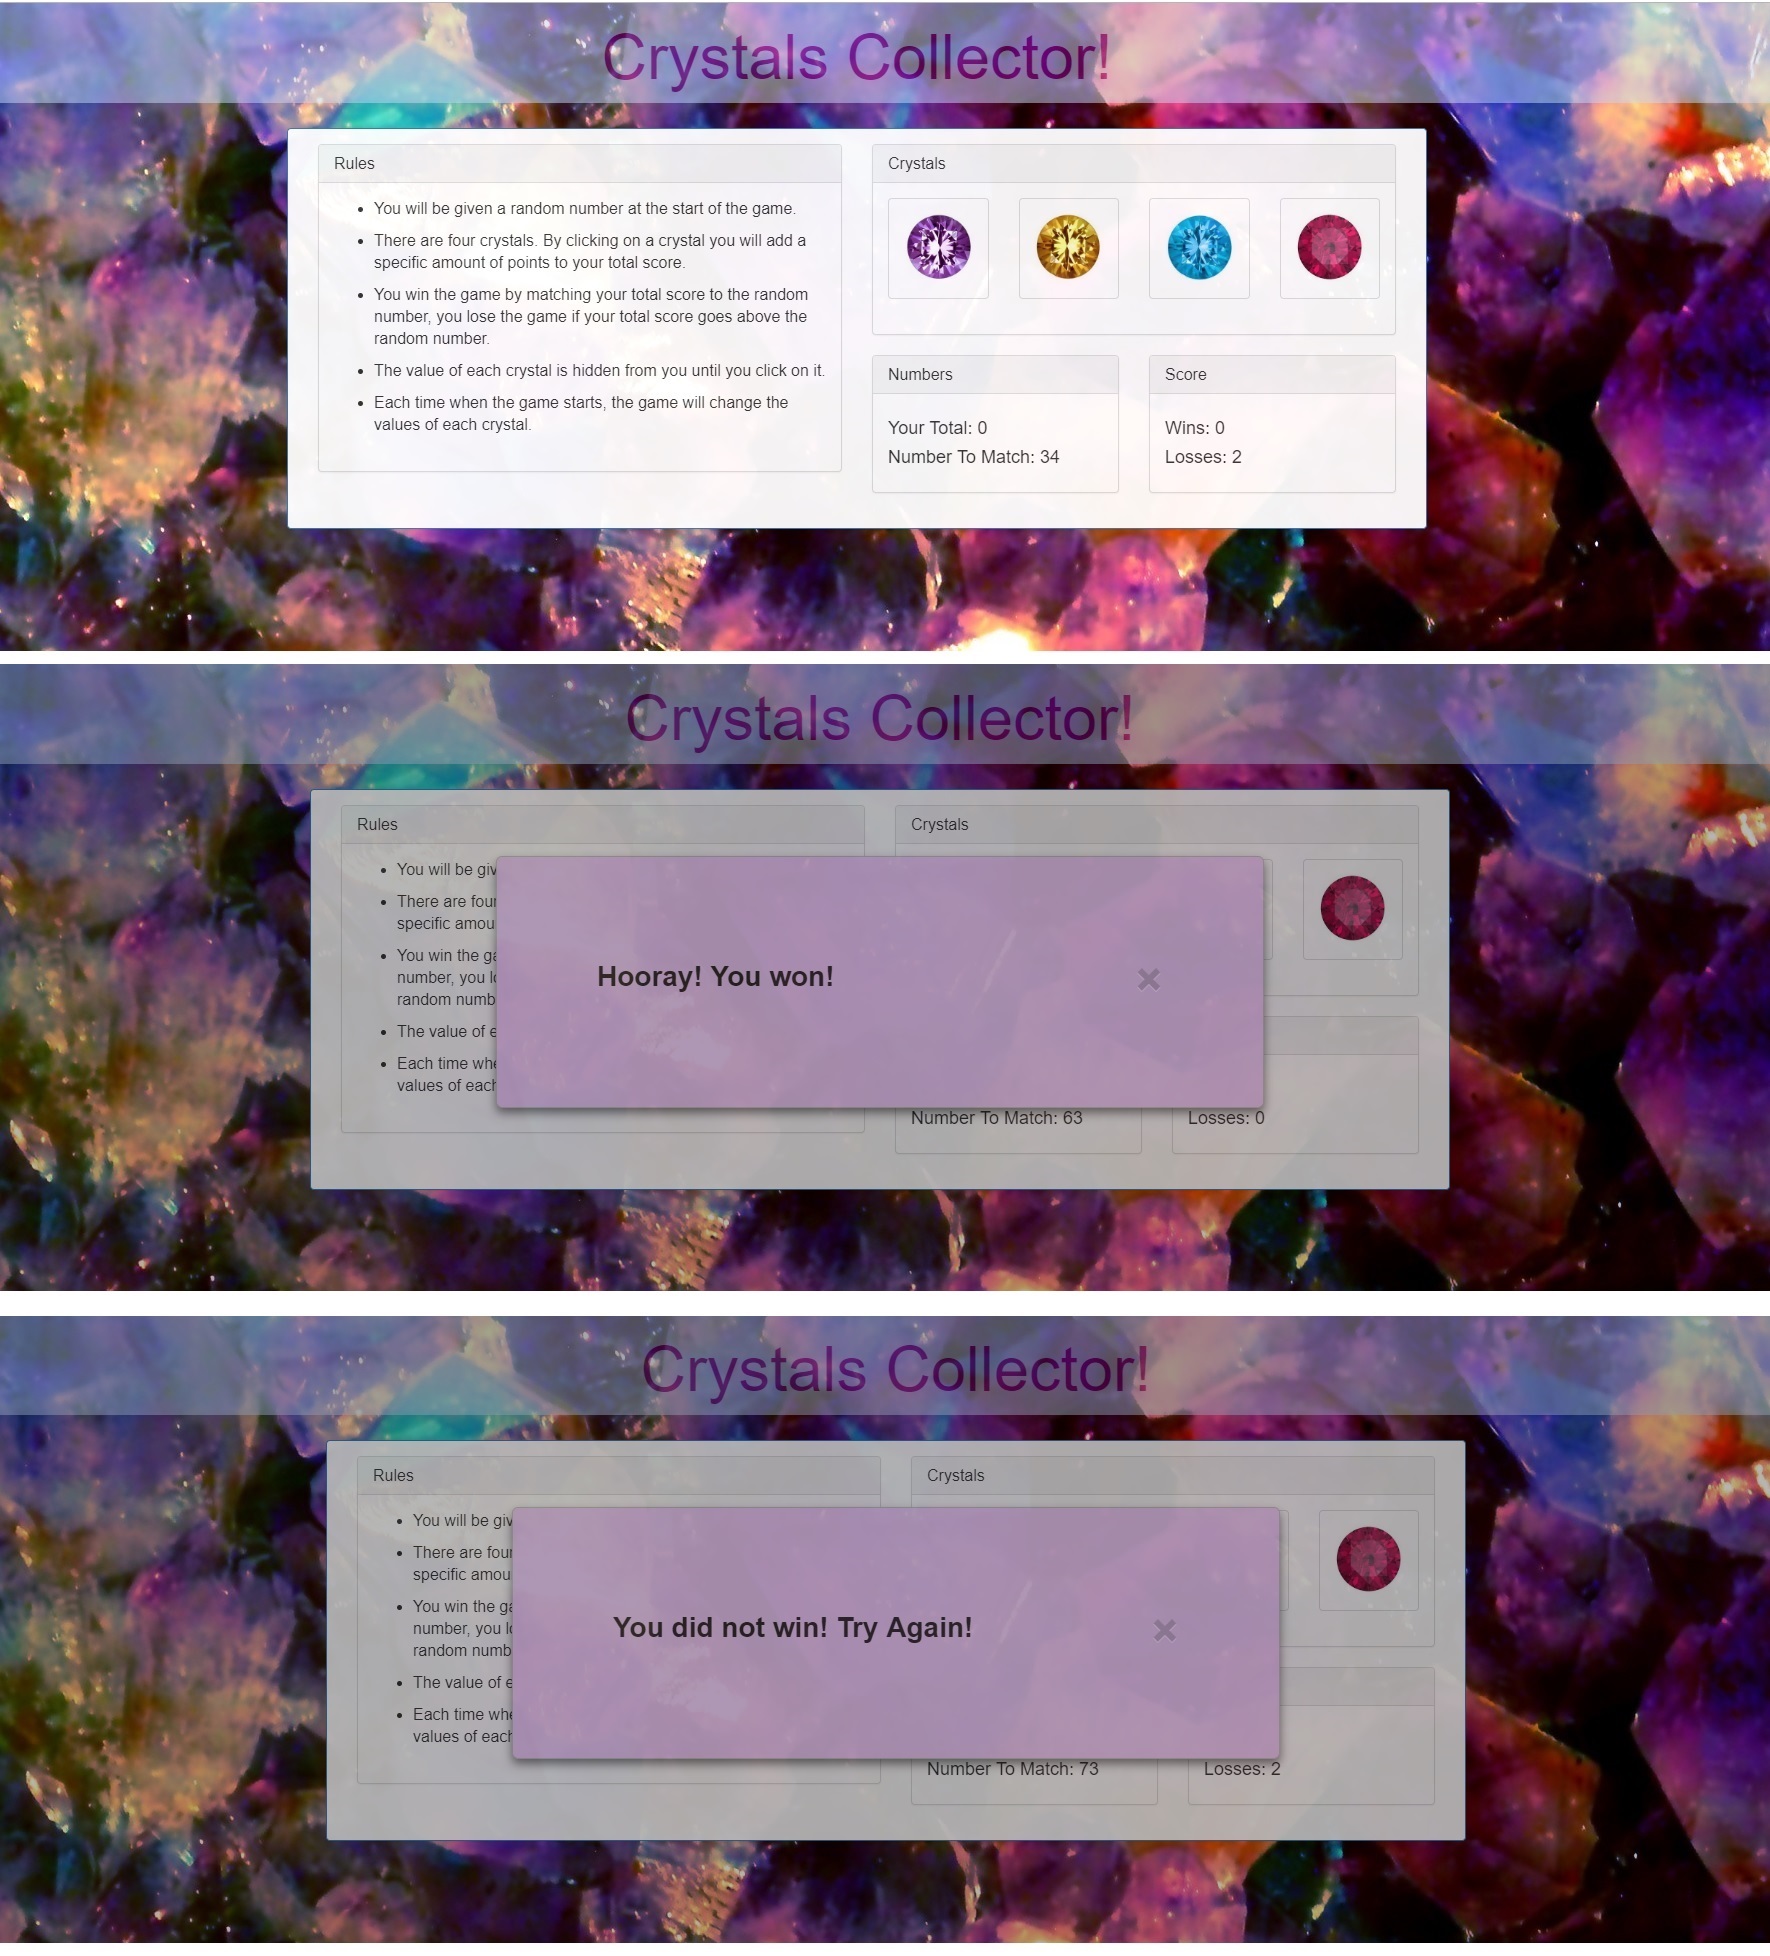 Crystals Collector!
Rules
You will be given a random number at the start of the game.
There are four crystals. By clicking on a crystal you will add a
specific amount of points to your total score.
You win the game by matching your total score to the random
number, you lose the game if your total score goes above the
random number.
The value of each crystal is hidden from you until you click on it.
Each time when the game starts, the game will change the
values of each crystal.
Crystals
Numbers
Your Total: 0
Number To Match: 34
Score
Wins: 0
Losses: 2
Crystals Collector!
Rules
You will be giv
There are four
specific amou
You win the ga
number, you lo
random numb
The value of e
Each time whe
values of each
Crystals
Hooray! You won!
Number To Match: 63
Losses: 0
Crystals Collector!
Rules
You will be giv
There are four
specific amou
You win the ga
number, you lo
random numb
The value of e
Each time whe
values of each
Crystals
You did not win! Try Again!
Number To Match: 73
Losses: 2